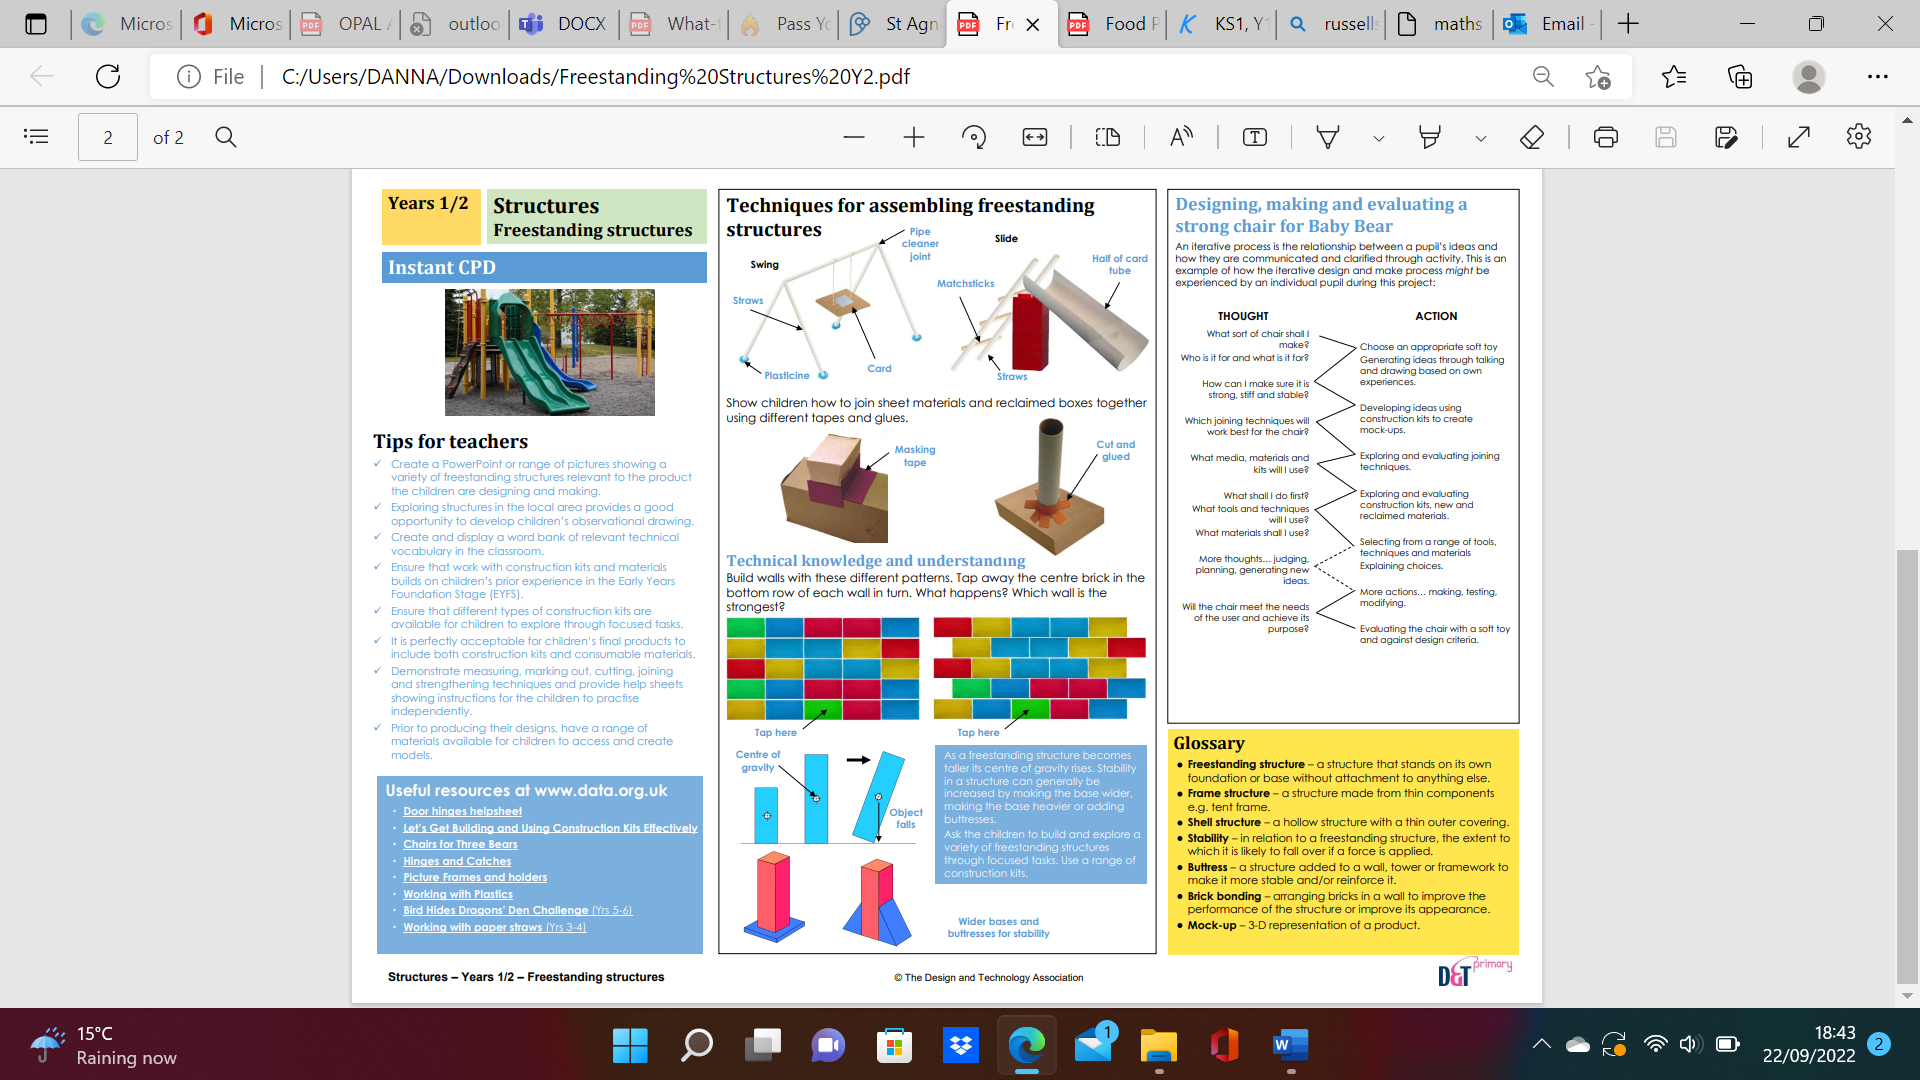 Micros
Micros
OPAL A
outloo
DOCX
What-t
Pass Yo
St Agn
Fre
Food P
KS1, Y1
russells
maths
Email -
File
C:/Users/DANNA/Downloads/Freestanding%20Structures%20Y2.pdf
2 of 2
Years 1/2
Structures
Freestanding structures
Instant CPD
Tips for teachers
✓ Create a PowerPoint or range of pictures showing a
variety of freestanding structures relevant to the product
the children are designing and making.
✓ Exploring structures in the local area provides a good
opportunity to develop children's observational drawing.
✓ Create and display a word bank of relevant technical
vocabulary in the classroom.
✓ Ensure that work with construction kits and materials
builds on children's prior experience in the Early Years
Foundation Stage (EYFS).
✓ Ensure that different types of construction kits are
available for children to explore through focused tasks.
✓ It is perfectly acceptable for children's final products to
include both construction kits and consumable materials.
✓ Demonstrate measuring, marking out, cutting, joining
and strengthening techniques and provide help sheets
showing instructions for the children to practise
independently.
✓ Prior to producing their designs, have a range of
materials available for children to access and create
models.
Useful resources at www.data.org.uk
· Door hinges helpsheet
· Let's Get Building and Using Construction Kits Effectively
· Chairs for Three Bears
· Hinges and Catches
· Picture Frames and holders
· Working with Plastics
· Bird Hides Dragons' Den Challenge (Yrs 5-6)
· Working with paper straws (Yrs 3-4)
Techniques for assembling freestanding
structures
Pipe
cleaner
joint
Swing
Straws
Plasticine
Card
Slide
Half of card
tube
Matchsticks
Straws
Show children how to join sheet materials and reclaimed boxes together
using different tapes and glues.
Masking
tape
Cut and
glued
Technical knowledge and understanding
Build walls with these different patterns. Tap away the centre brick in the
bottom row of each wall in turn. What happens? Which wall is the
strongest?
Tap here
Tap here
Centre of
gravity
Object
falls
As a freestanding structure becomes
taller its centre of gravity rises. Stability
in a structure can generally be
increased by making the base wider,
making the base heavier or adding
buttresses.
Ask the children to build and explore a
variety of freestanding structures
through focused tasks. Use a range of
construction kits.
Wider bases and
buttresses for stability
Designing, making and evaluating a
strong chair for Baby Bear
An iterative process is the relationship between a pupil's ideas and
how they are communicated and clarified through activity. This is an
example of how the iterative design and make process might be
experienced by an individual pupil during this project:
THOUGHT
What sort of chair shall I
make?
Who is it for and what is it for?
How can I make sure it is
strong, stiff and stable?
Which joining techniques will
work best for the chair?
What media, materials and
kits will I use?
What shall I do first?
What tools and techniques
will I use?
What materials shall I use?
More thoughts… judging,
planning, generating new
ideas.
Will the chair meet the needs
of the user and achieve its
purpose?
ACTION
Choose an appropriate soft toy
Generating ideas through talking
and drawing based on own
experiences.
Developing ideas using
construction kits to create
mock-ups.
Exploring and evaluating joining
techniques.
Exploring and evaluating
construction kits, new and
reclaimed materials.
Selecting from a range of tools,
techniques and materials
Explaining choices.
More actions… making, testing,
modifying.
Evaluating the chair with a soft toy
and against design criteria.
Glossary
● Freestanding structure – a structure that stands on its own
foundation or base without attachment to anything else.
● Frame structure – a structure made from thin components
e.g. tent frame.
● Shell structure – a hollow structure with a thin outer covering.
● Stability – in relation to a freestanding structure, the extent to
which it is likely to fall over if a force is applied.
● Buttress – a structure added to a wall, tower or framework to
make it more stable and/or reinforce it.
● Brick bonding – arranging bricks in a wall to improve the
performance of the structure or improve its appearance.
● Mock-up – 3-D representation of a product.
Structures – Years 1/2 – Freestanding structures
© The Design and Technology Association
D&T primary
15°C
Raining now
1
18:43
22/09/2022
2